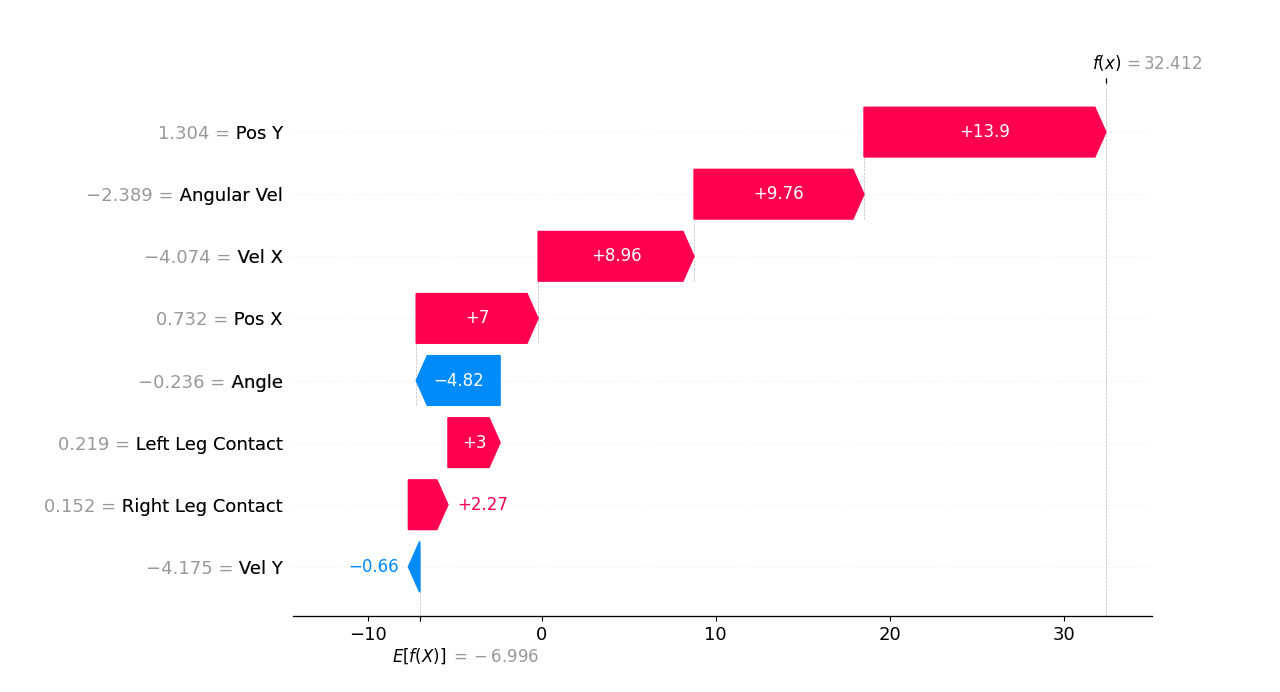 f(x) = 32.412
1.304 = Pos Y
+13.9
−2.389 = Angular Vel
+9.76
−4.074 = Vel X
+8.96
0.732 = Pos X
+7
−0.236 = Angle
−4.82
0.219 = Left Leg Contact
+3
0.152 = Right Leg Contact
+2.27
−4.175 = Vel Y
−0.66
−10 0 10 20 30
E[f(X)] = −6.996